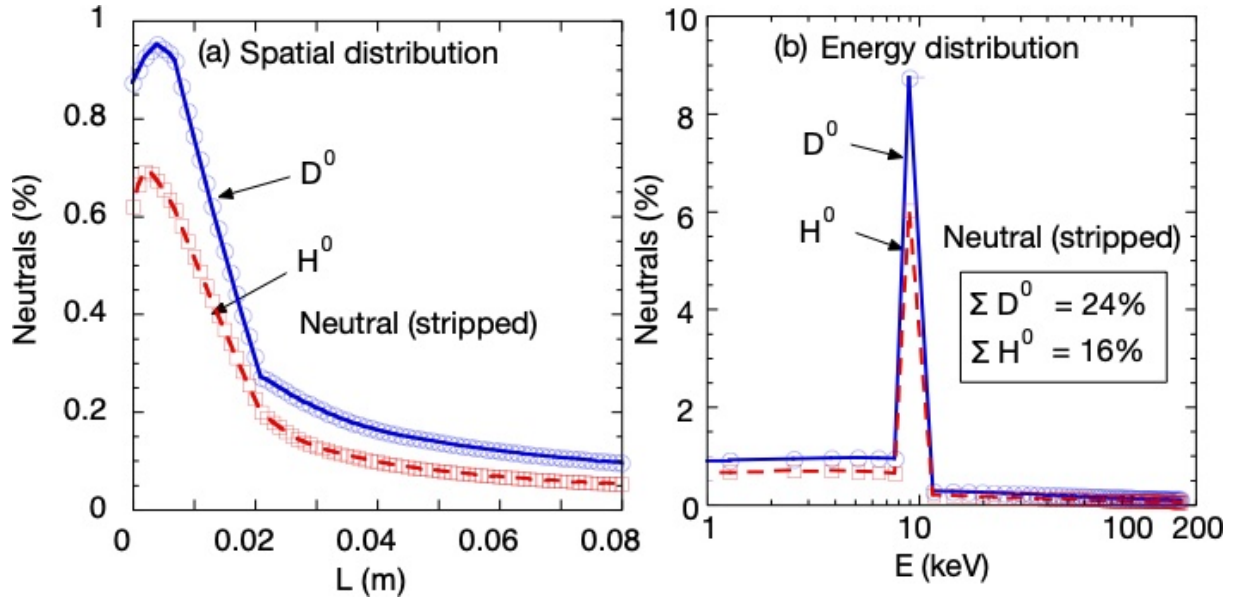 (a) Spatial distribution
Neutrals (%)
1
0.8
0.6
0.4
0.2
0
D⁰
H⁰
Neutral (stripped)
0
0.02
0.04
0.06
0.08
L (m)
(b) Energy distribution
Neutrals (%)
10
8
6
4
2
0
D⁰
H⁰
Neutral (stripped)
Σ D⁰ = 24%
Σ H⁰ = 16%
1
10
100
200
E (keV)